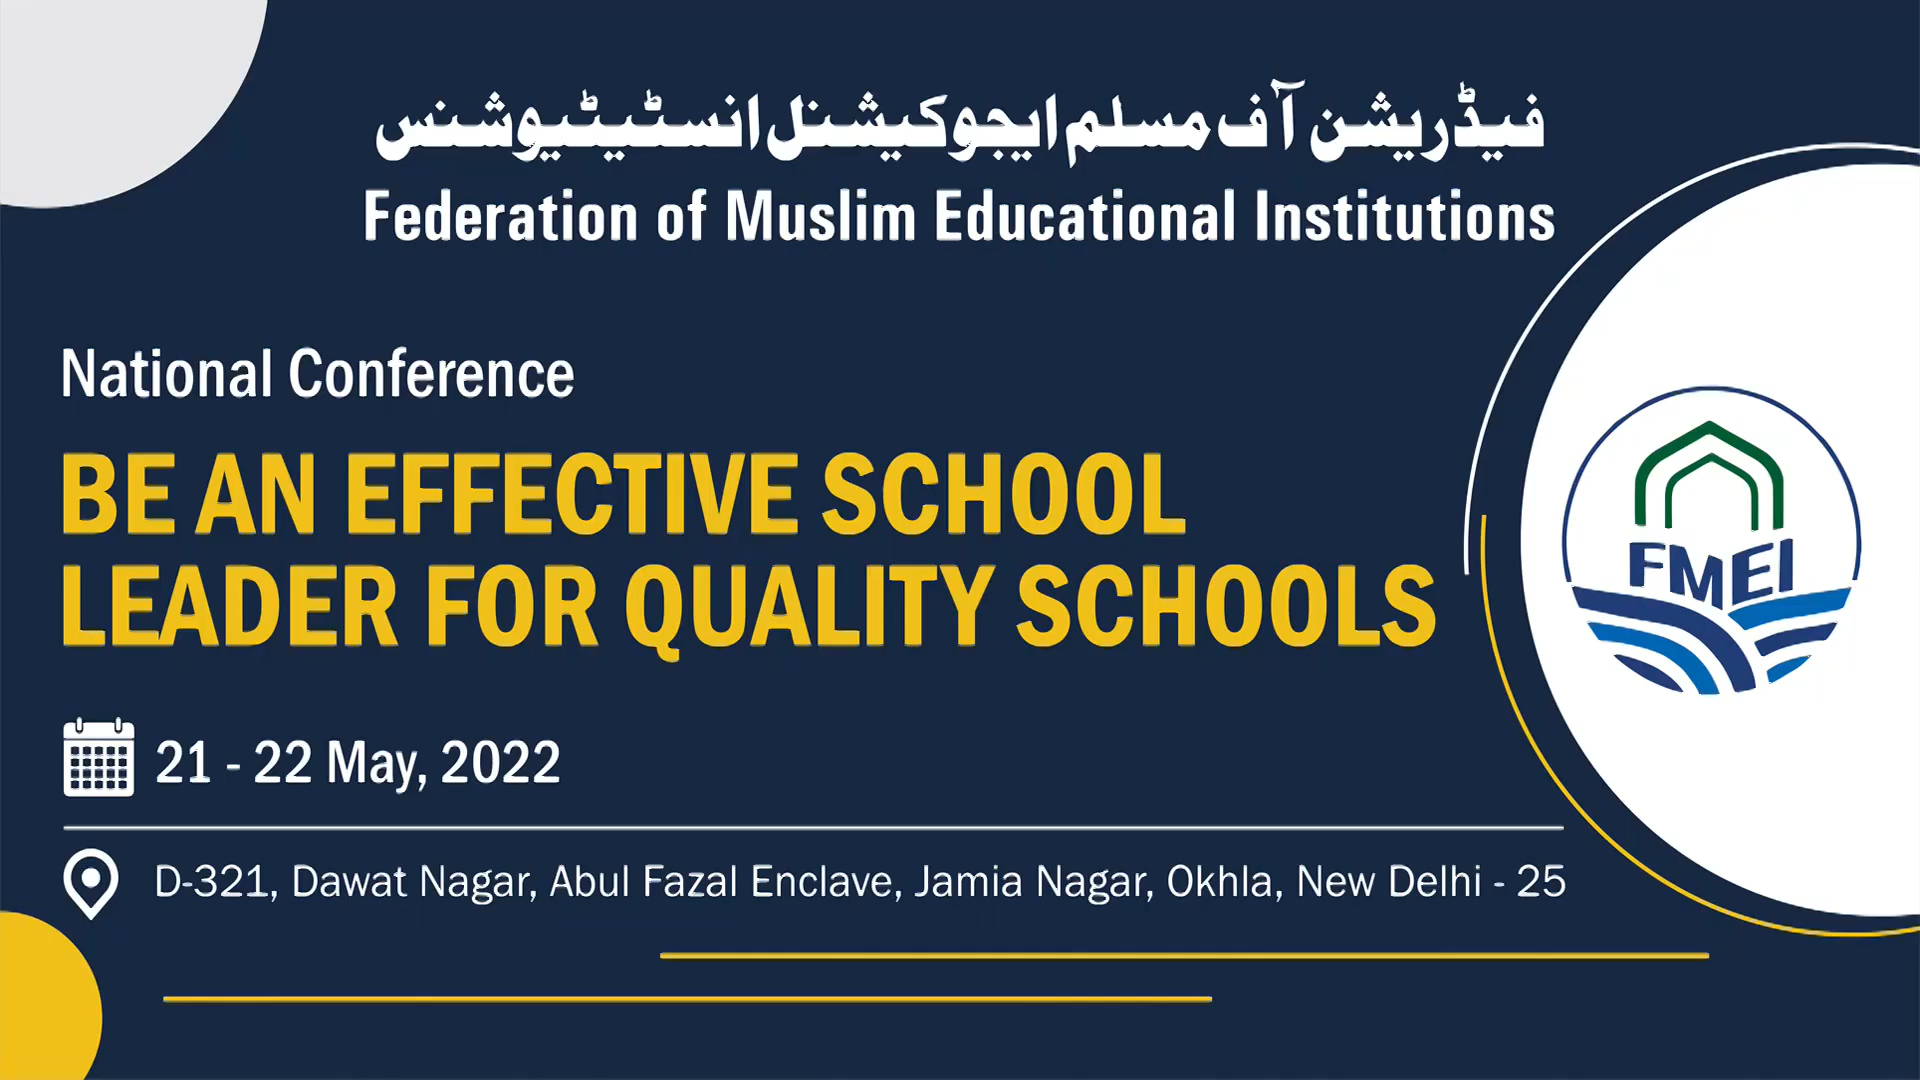 فیڈریشن آف مسلم ایجوکیشنل انسٹیٹیوشنس
Federation of Muslim Educational Institutions
National Conference
BE AN EFFECTIVE SCHOOL
LEADER FOR QUALITY SCHOOLS
FMEI
21 - 22 May, 2022
D-321, Dawat Nagar, Abul Fazal Enclave, Jamia Nagar, Okhla, New Delhi - 25